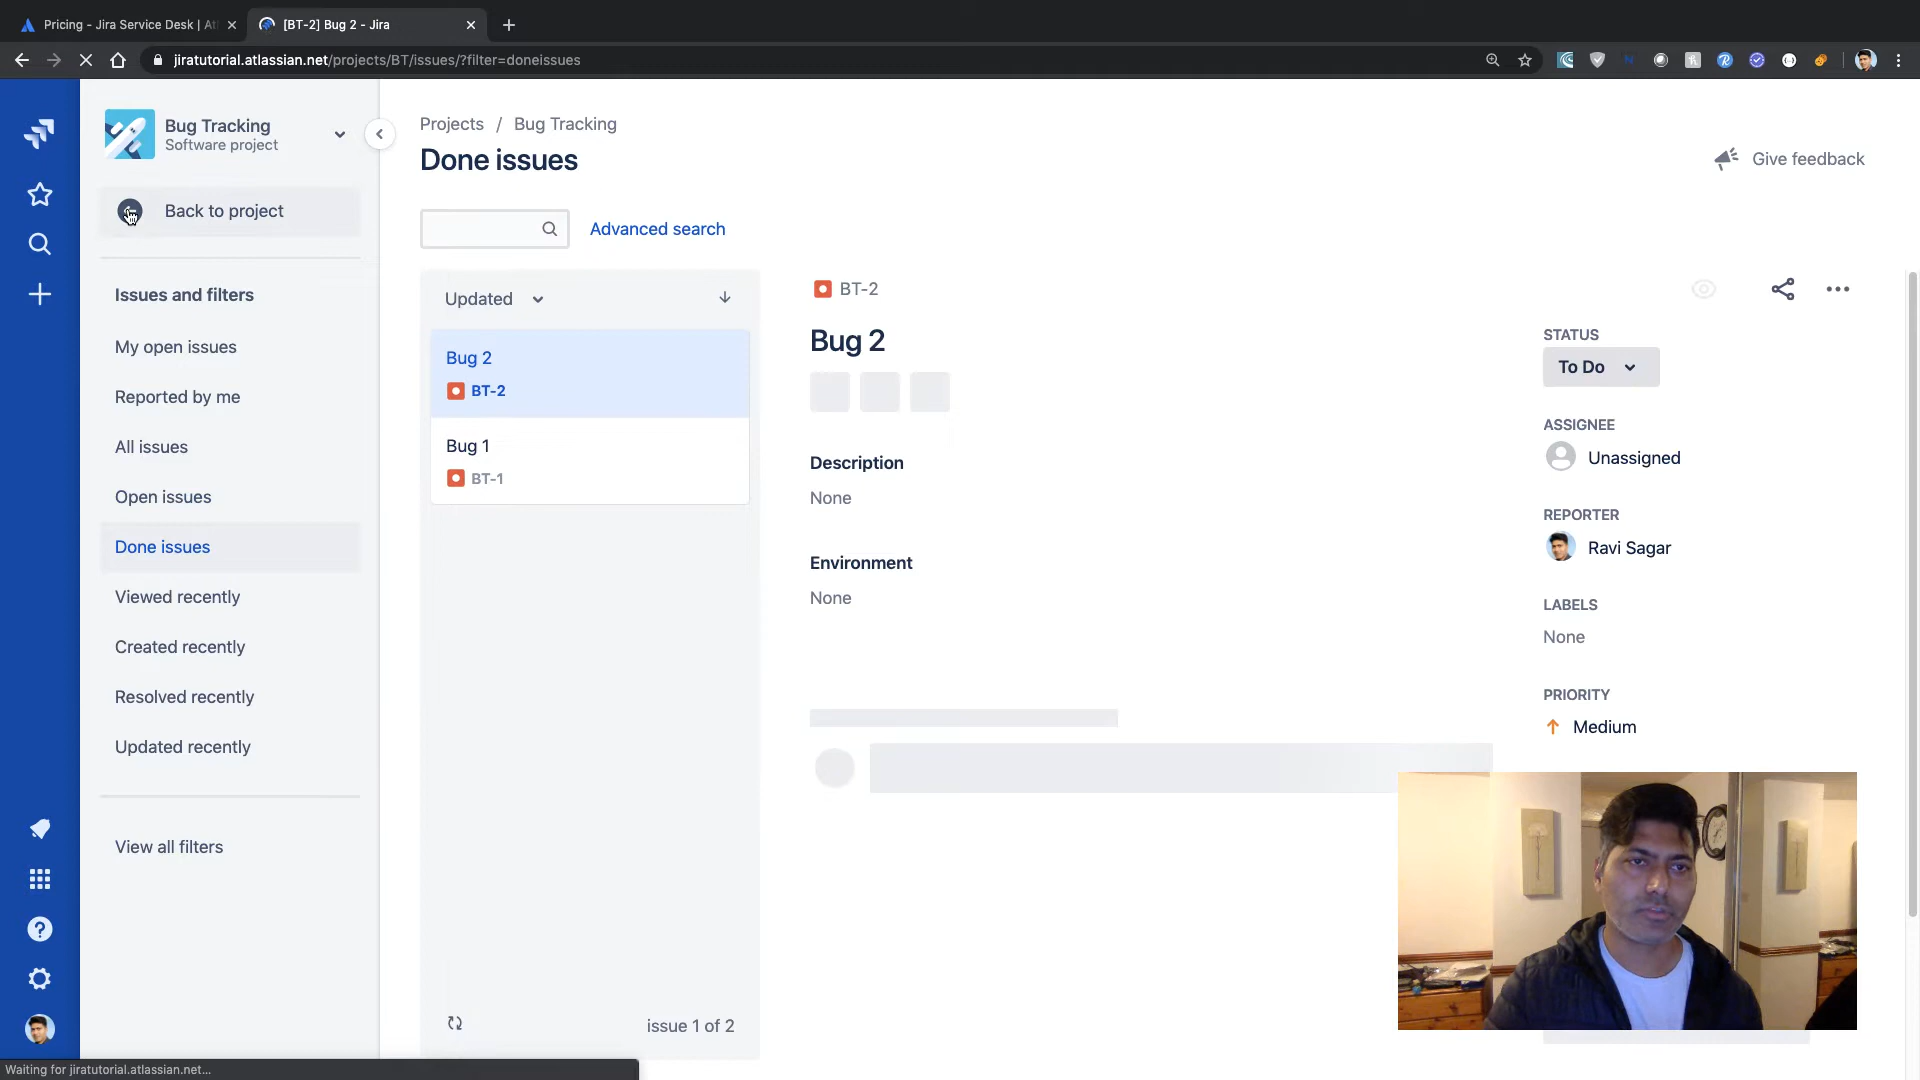 Pricing - Jira Service Desk | At
[BT-2] Bug 2 - Jira
jiratutorial.atlassian.net/projects/BT/issues/?filter=doneissues
Bug Tracking
Software project
Back to project
Issues and filters
My open issues
Reported by me
All issues
Open issues
Done issues
Viewed recently
Created recently
Resolved recently
Updated recently
View all filters
Projects / Bug Tracking
Done issues
Give feedback
Advanced search
Updated
Bug 2
BT-2
Bug 1
BT-1
issue 1 of 2
BT-2
Bug 2
Description
None
Environment
None
STATUS
To Do
ASSIGNEE
Unassigned
REPORTER
Ravi Sagar
LABELS
None
PRIORITY
Medium
Waiting for jiratutorial.atlassian.net...